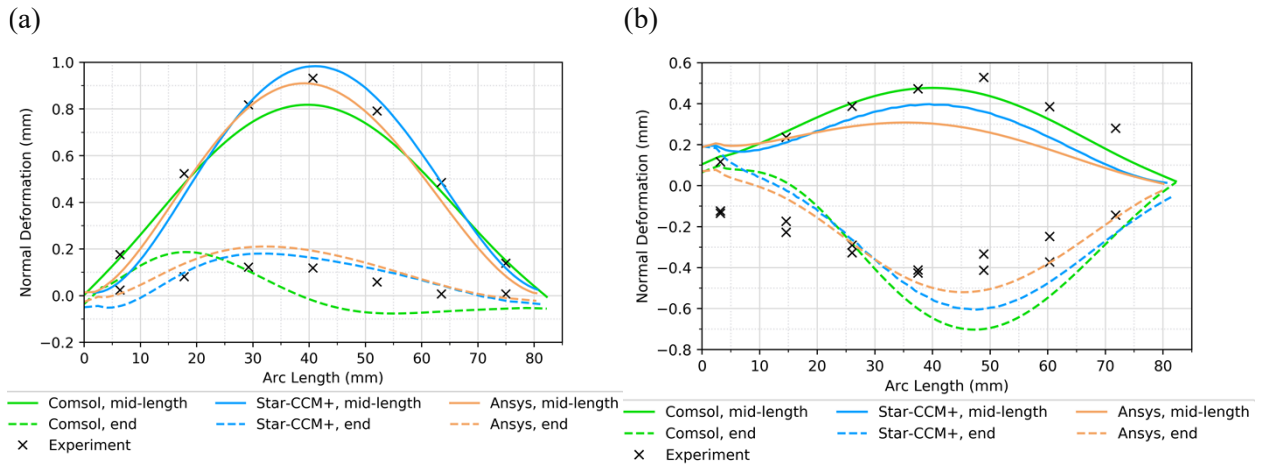 (a)
1.0
0.8
0.6
0.4
0.2
0.0
−0.2
Normal Deformation (mm)
0 10 20 30 40 50 60 70 80
Arc Length (mm)
Comsol, mid-length Star-CCM+, mid-length Ansys, mid-length
Comsol, end Star-CCM+, end Ansys, end
Experiment
(b)
0.6
0.4
0.2
0.0
−0.2
−0.4
−0.6
−0.8
Normal Deformation (mm)
0 10 20 30 40 50 60 70 80
Arc Length (mm)
Comsol, mid-length Star-CCM+, mid-length Ansys, mid-length
Comsol, end Star-CCM+, end Ansys, end
Experiment